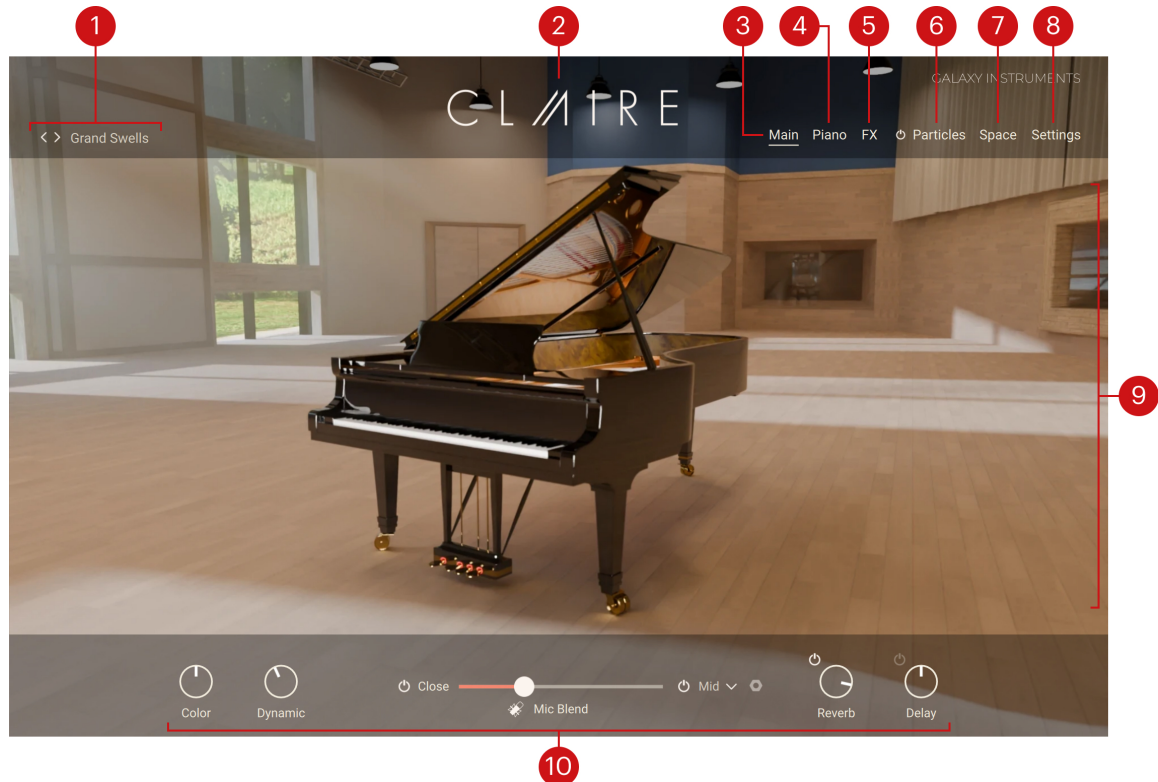 1 2 3 4 5 6 7 8
GALAXY INSTRUMENTS
CLAIRE
< > Grand Swells
Main Piano FX Particles Space Settings
9
Close Mid
Color Dynamic Mic Blend Reverb Delay
10